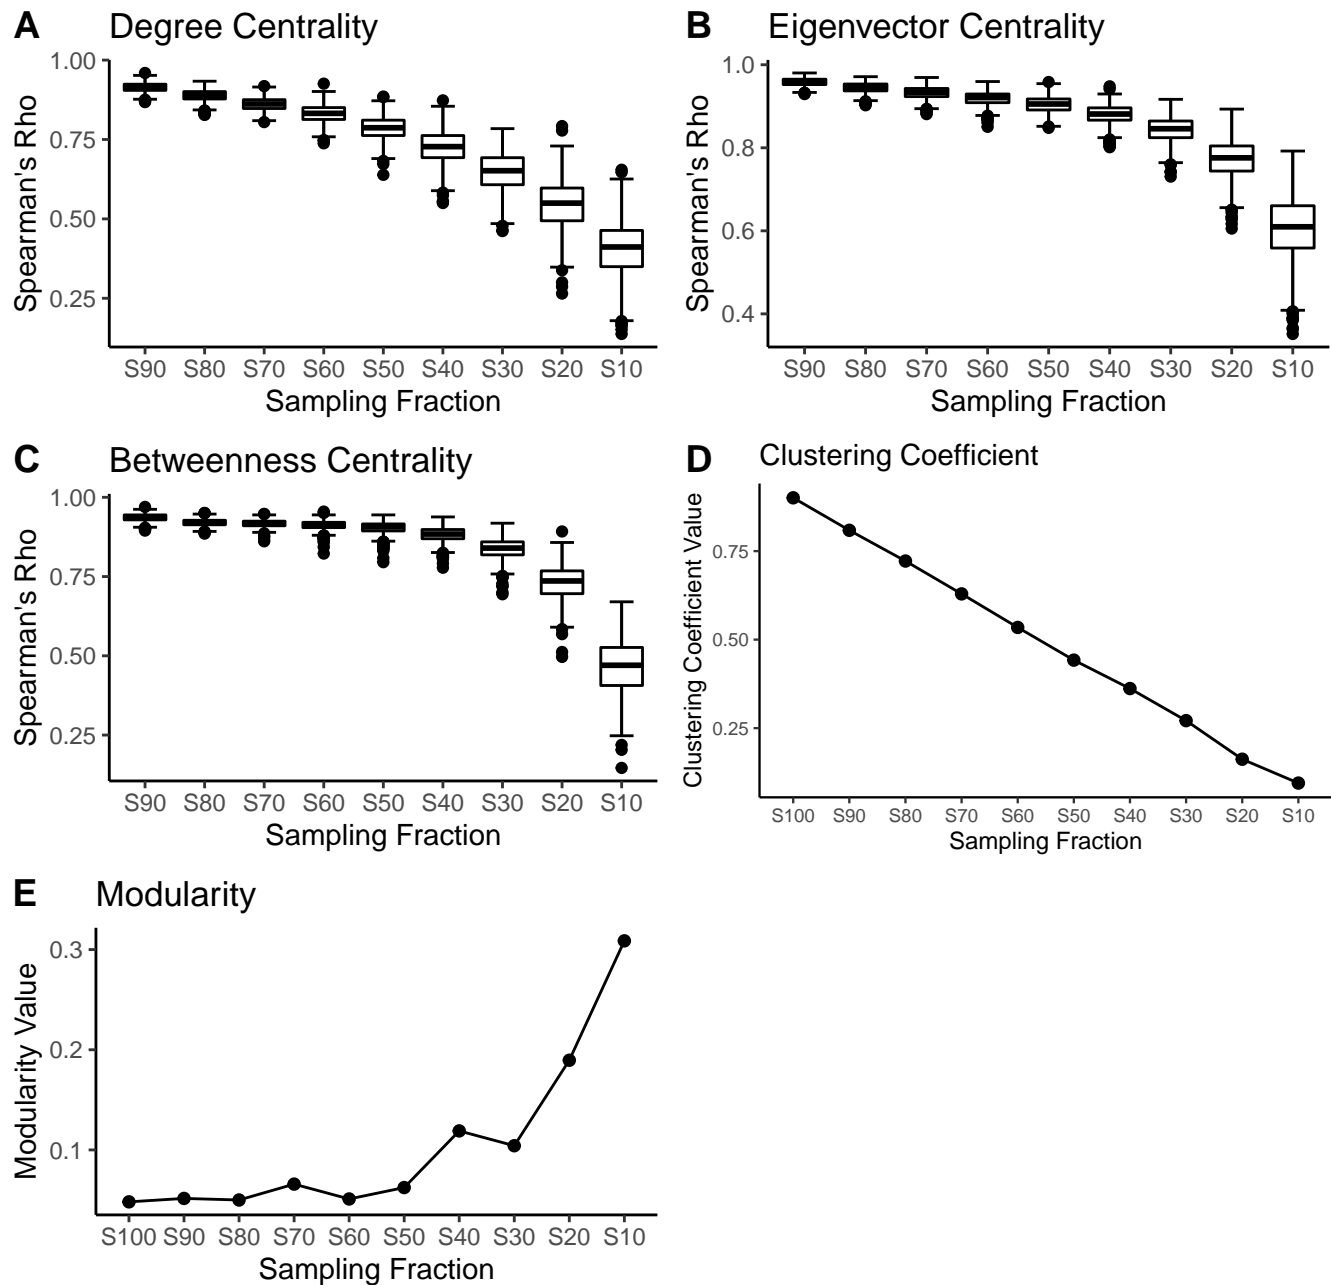 A Degree Centrality
1.00
0.75
0.50
0.25
Spearman's Rho
S90 S80 S70 S60 S50 S40 S30 S20 S10
Sampling Fraction
B Eigenvector Centrality
1.0
0.8
0.6
0.4
Spearman's Rho
S90 S80 S70 S60 S50 S40 S30 S20 S10
Sampling Fraction
C Betweenness Centrality
1.00
0.75
0.50
0.25
Spearman's Rho
S90 S80 S70 S60 S50 S40 S30 S20 S10
Sampling Fraction
D Clustering Coefficient
0.75
0.50
0.25
Clustering Coefficient Value
S100 S90 S80 S70 S60 S50 S40 S30 S20 S10
Sampling Fraction
E Modularity
0.3
0.2
0.1
Modularity Value
S100 S90 S80 S70 S60 S50 S40 S30 S20 S10
Sampling Fraction